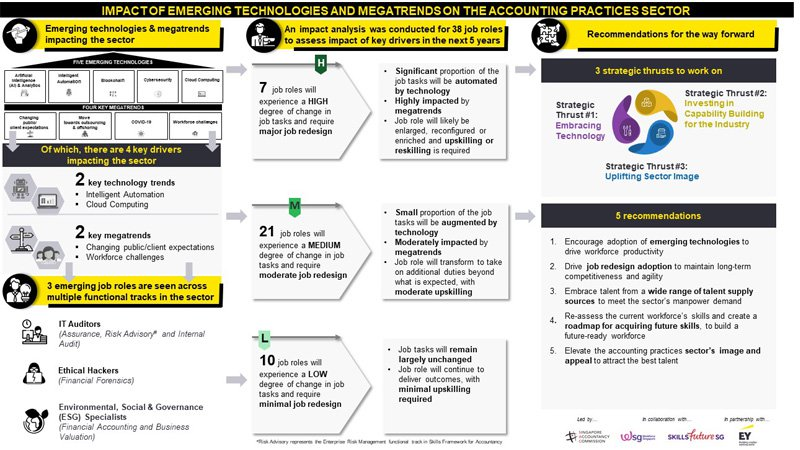 IMPACT OF EMERGING TECHNOLOGIES AND MEGATRENDS ON THE ACCOUNTING PRACTICES SECTOR
Emerging technologies & megatrends
impacting the sector
FIVE EMERGING TECHNOLOGIES
Artificial
Intelligence
(AI) & Analytics
Intelligent
Automation
Blockchain
Cybersecurity
Cloud Computing
FOUR KEY MEGATRENDS
Changing
public/
client expectations
Move
towards outsourcing
& offshoring
COVID-19
Workforce challenges
Of which, there are 4 key drivers
impacting the sector
2 key technology trends
• Intelligent Automation
• Cloud Computing
2 key megatrends
• Changing public/client expectations
• Workforce challenges
3 emerging job roles are seen across
multiple functional tracks in the sector
IT Auditors
(Assurance, Risk Advisory# and Internal
Audit)
Ethical Hackers
(Financial Forensics)
Environmental, Social & Governance
(ESG) Specialists
(Financial Accounting and Business
Valuation)
An impact analysis was conducted for 38 job roles
to assess impact of key drivers in the next 5 years
H
7 job roles will
experience a HIGH
degree of change in
job tasks and require
major job redesign
• Significant proportion of the
job tasks will be automated
by technology
• Highly impacted by
megatrends
• Job role will likely be
enlarged, reconfigured or
enriched and upskilling or
reskilling is required
M
21 job roles will
experience a MEDIUM
degree of change in job
tasks and require
moderate job redesign
• Small proportion of the job
tasks will be augmented by
technology
• Moderately impacted by
megatrends
• Job role will transform to take
on additional duties beyond
what is expected, with
moderate upskilling
L
10 job roles will
experience a LOW
degree of change in job
tasks and require
minimal job redesign
• Job tasks will remain
largely unchanged
• Job role will continue to
deliver outcomes, with
minimal upskilling
required
#Risk Advisory represents the Enterprise Risk Management functional track in Skills Framework for Accountancy
Recommendations for the way forward
3 strategic thrusts to work on
Strategic
Thrust #1:
Embracing
Technology
Strategic Thrust #2:
Investing in
Capability Building
for the Industry
Strategic Thrust #3:
Uplifting Sector Image
5 recommendations
1. Encourage adoption of emerging technologies to
drive workforce productivity
2. Drive job redesign adoption to maintain long-term
competitiveness and agility
3. Embrace talent from a wide range of talent supply
sources to meet the sector's manpower demand
4. Re-assess the current workforce's skills and create a
roadmap for acquiring future skills, to build a
future-ready workforce
5. Elevate the accounting practices sector's image and
appeal to attract the best talent
Led by…
In collaboration with…
In partnership with…
SINGAPORE
ACCOUNTANCY
COMMISSION
wsg Workforce
Singapore
SKILLSfuture SG
EY